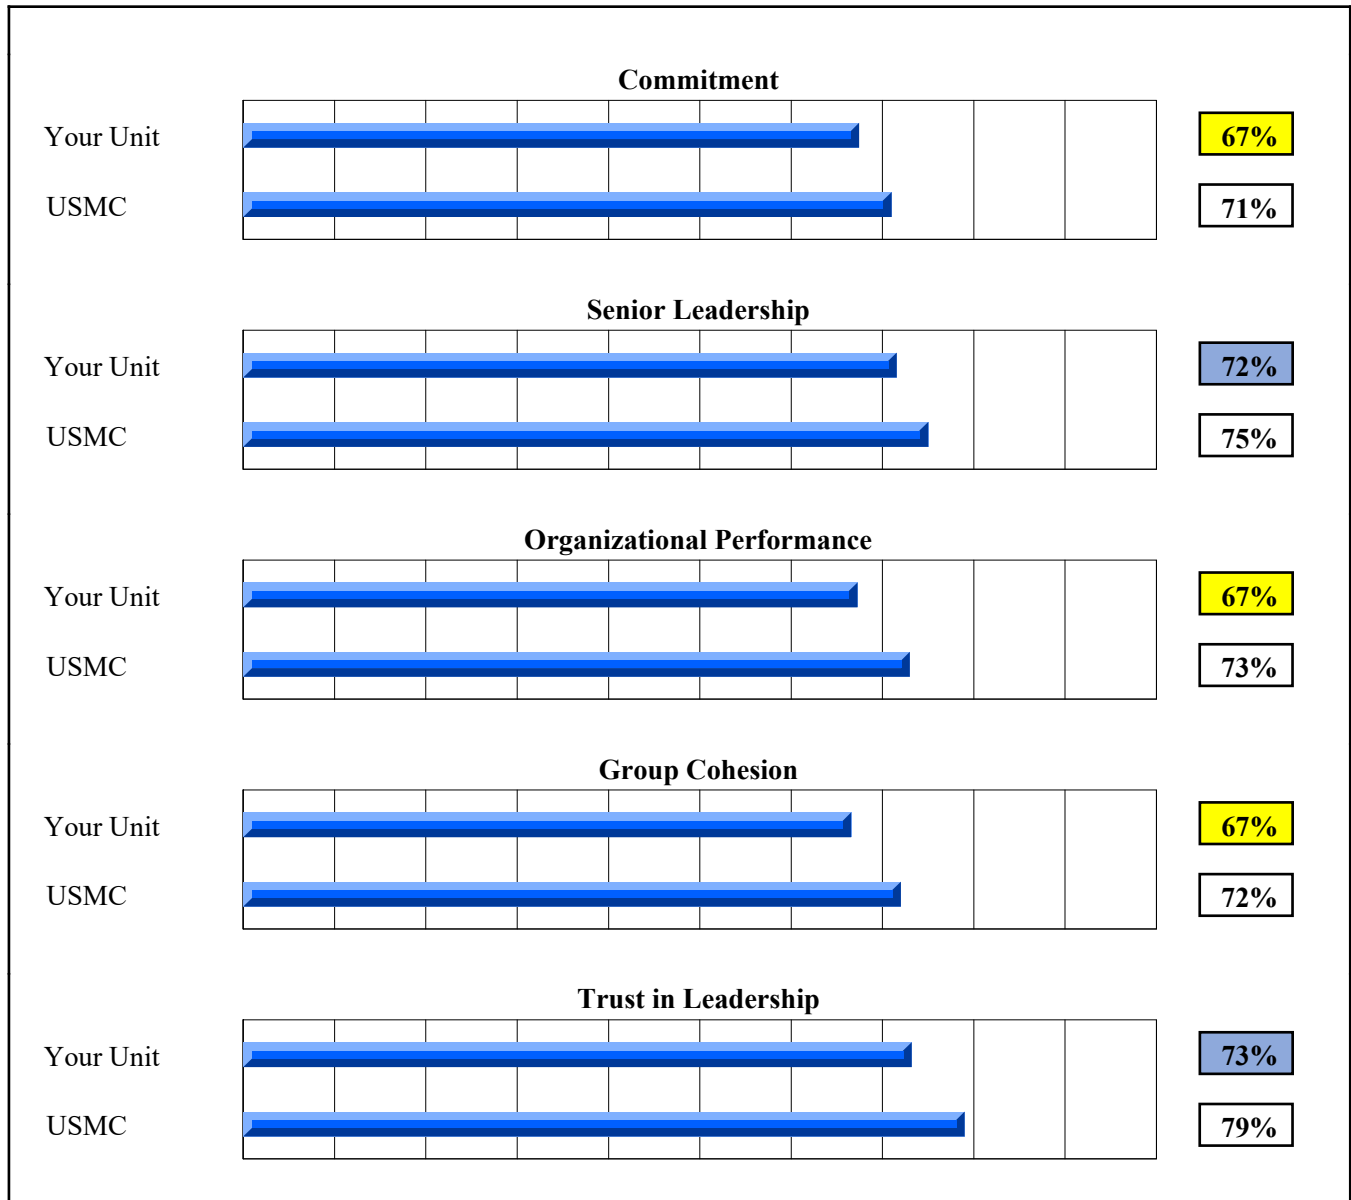 Commitment
Your Unit 67%
USMC 71%
Senior Leadership
Your Unit 72%
USMC 75%
Organizational Performance
Your Unit 67%
USMC 73%
Group Cohesion
Your Unit 67%
USMC 72%
Trust in Leadership
Your Unit 73%
USMC 79%